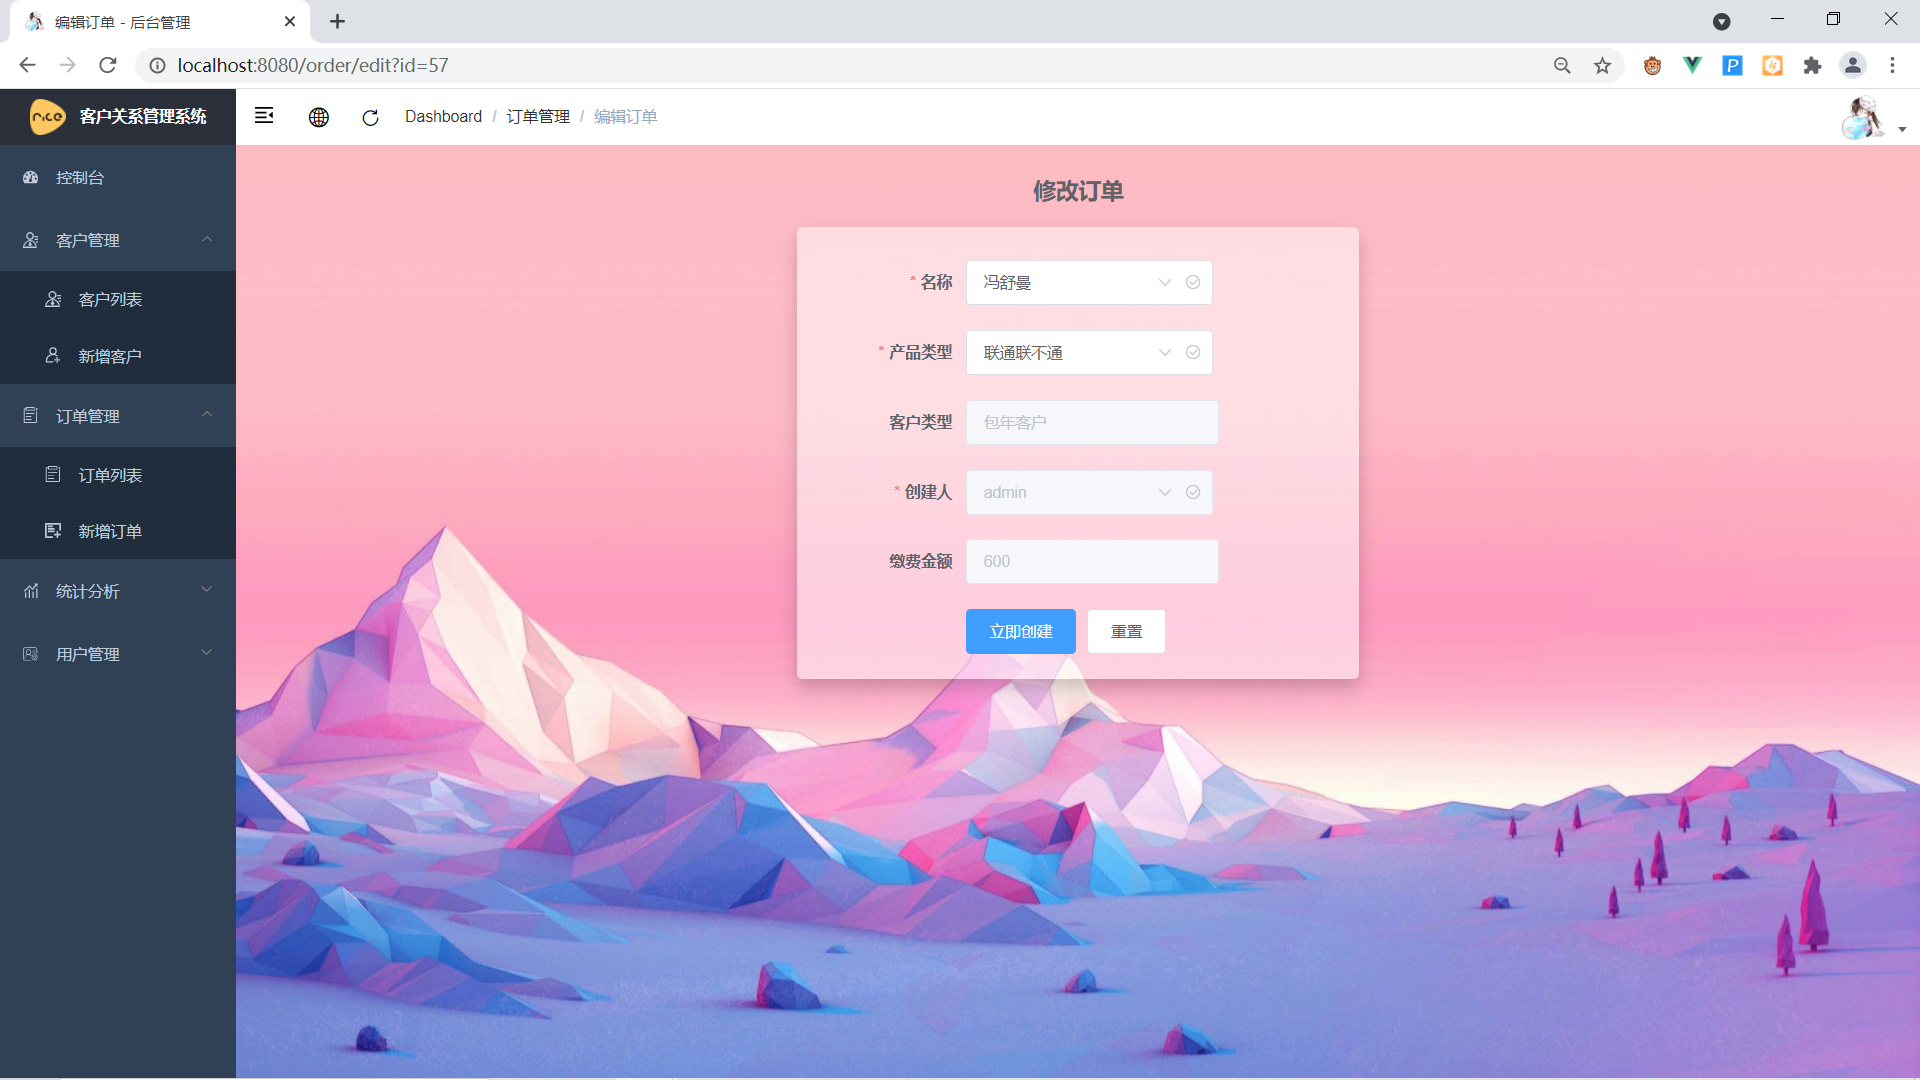 编辑订单 - 后台管理
localhost:8080/order/edit?id=57
nice 客户关系管理系统
Dashboard / 订单管理 / 编辑订单
控制台
客户管理
客户列表
新增客户
订单管理
订单列表
新增订单
统计分析
用户管理
修改订单
* 名称 冯舒曼
* 产品类型 联通联不通
客户类型 包年客户
* 创建人 admin
缴费金额 600
立即创建 重置